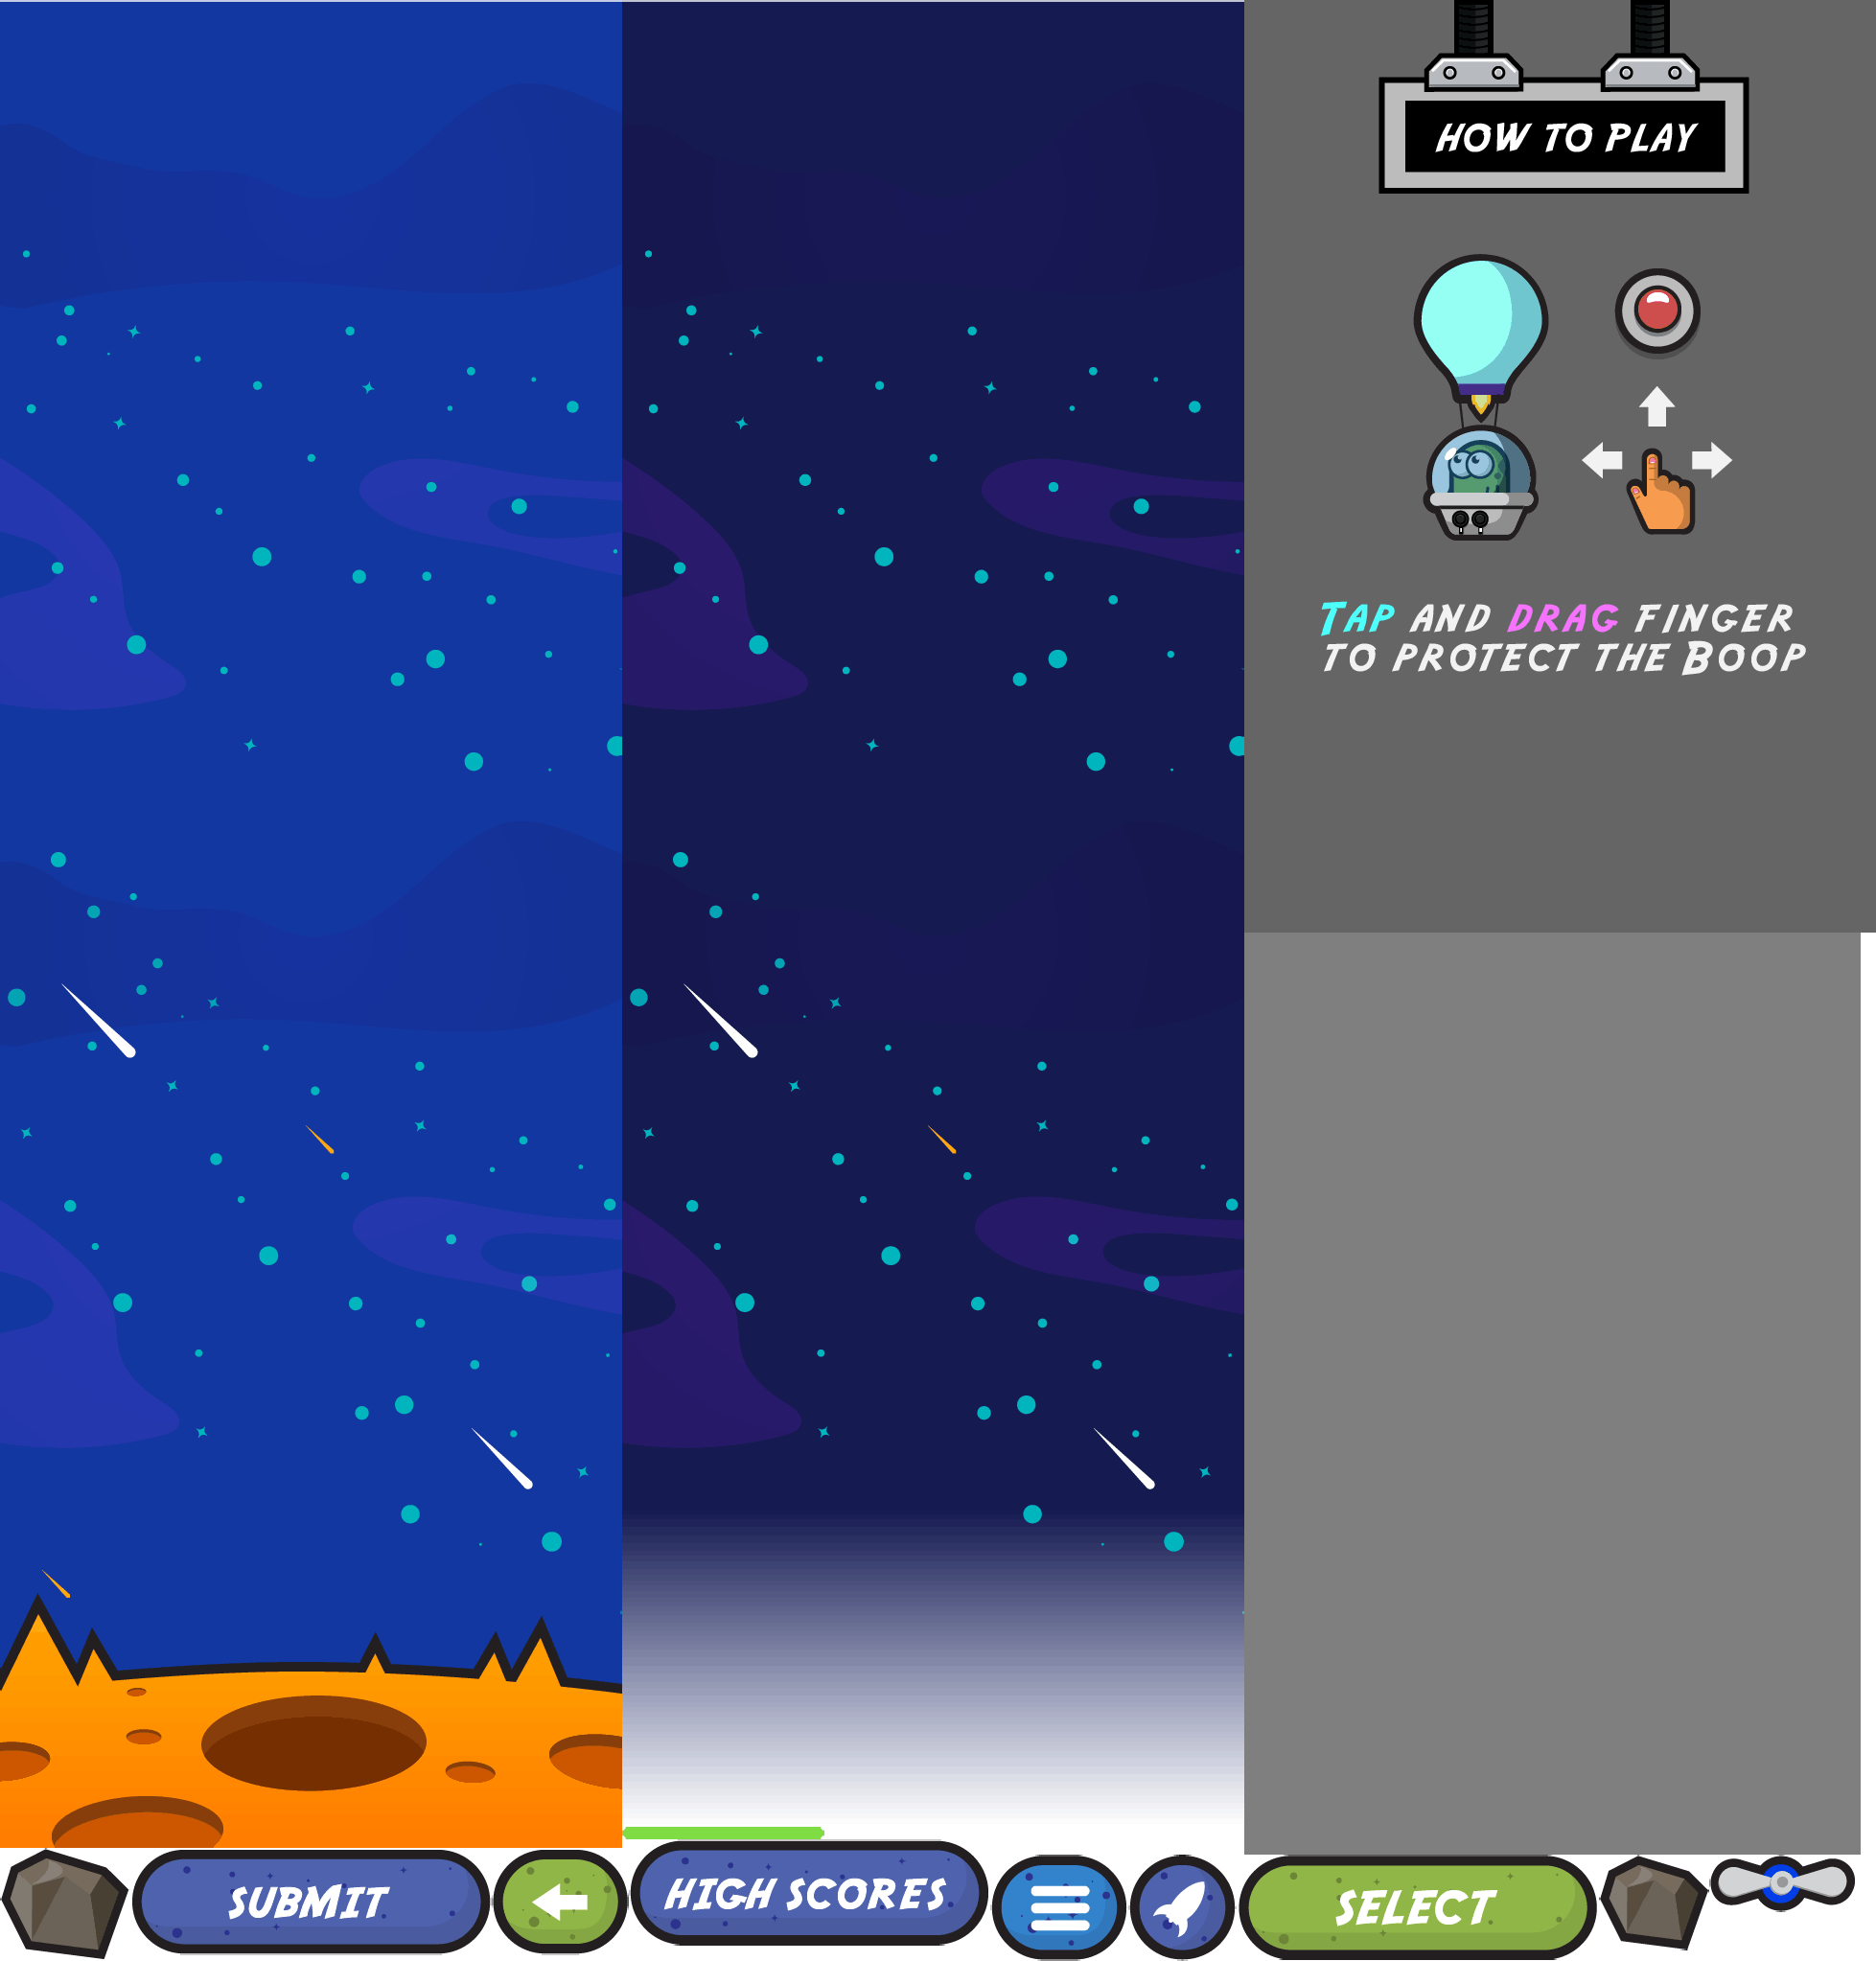 HOW TO PLAY
TAP AND DRAG FINGER
TO PROTECT THE BOOP
SUBMIT
HIGH SCORES
SELECT